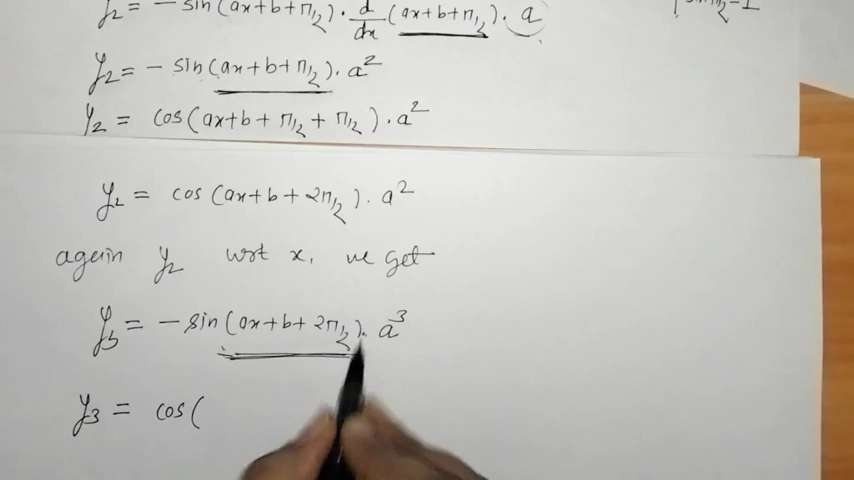 y₂ = − sin(ax+b+π/2) · d/dx (ax+b+π/2) · a
y₂ = − sin(ax+b+π/2) · a²
y₂ = cos(ax+b+π/2+π/2) · a²
y₂ = cos(ax+b+2π/2) · a²
again y₂ wrt x, we get
y₃ = − sin(ax+b+2π/2) · a³
y₃ = cos(